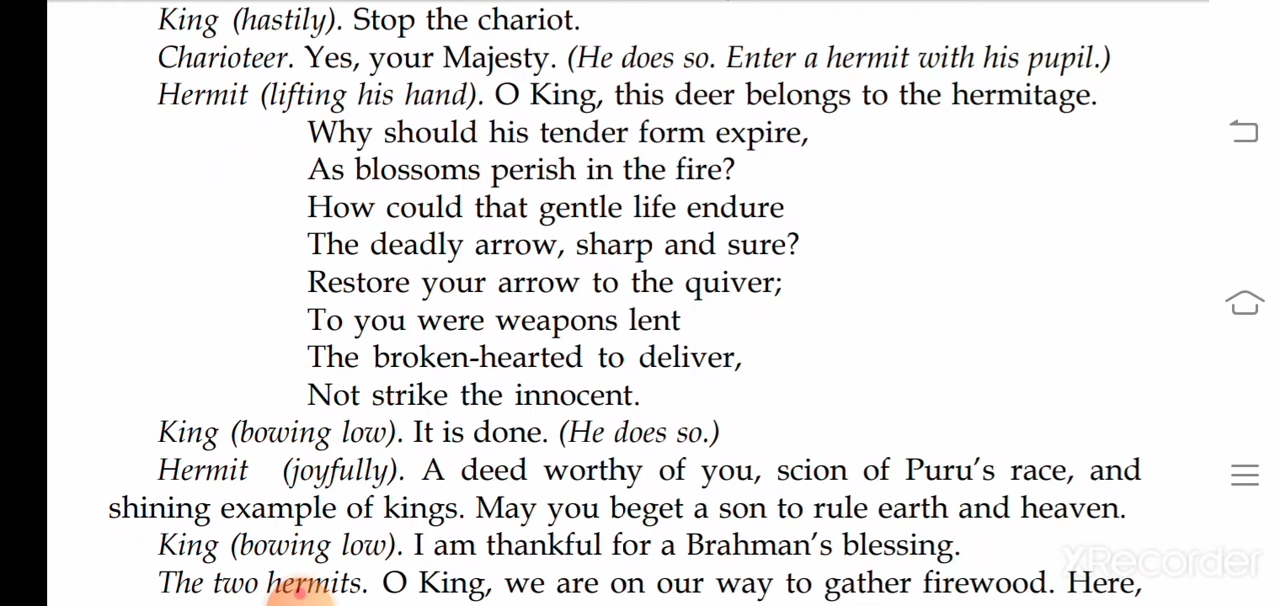 King (hastily). Stop the chariot.
Charioteer. Yes, your Majesty. (He does so. Enter a hermit with his pupil.)
Hermit (lifting his hand). O King, this deer belongs to the hermitage.
Why should his tender form expire,
As blossoms perish in the fire?
How could that gentle life endure
The deadly arrow, sharp and sure?
Restore your arrow to the quiver;
To you were weapons lent
The broken-hearted to deliver,
Not strike the innocent.
King (bowing low). It is done. (He does so.)
Hermit (joyfully). A deed worthy of you, scion of Puru's race, and
shining example of kings. May you beget a son to rule earth and heaven.
King (bowing low). I am thankful for a Brahman's blessing.
XRecorder
The two hermits. O King, we are on our way to gather firewood. Here,